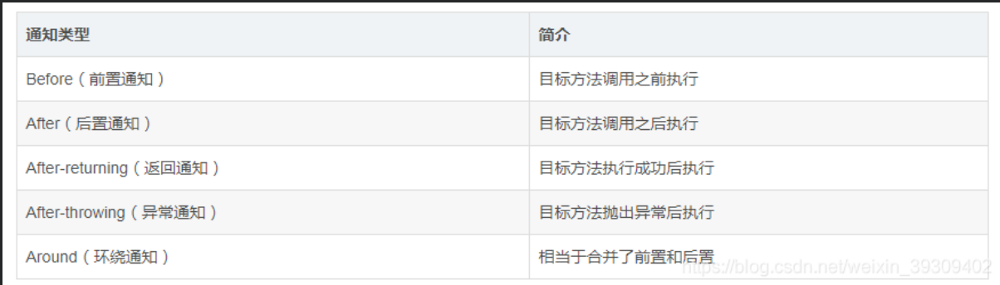 通知类型 简介
Before（前置通知） 目标方法调用之前执行
After（后置通知） 目标方法调用之后执行
After-returning（返回通知） 目标方法执行成功后执行
After-throwing（异常通知） 目标方法抛出异常后执行
Around（环绕通知） 相当于合并了前置和后置
https://blog.csdn.net/weixin_39309402